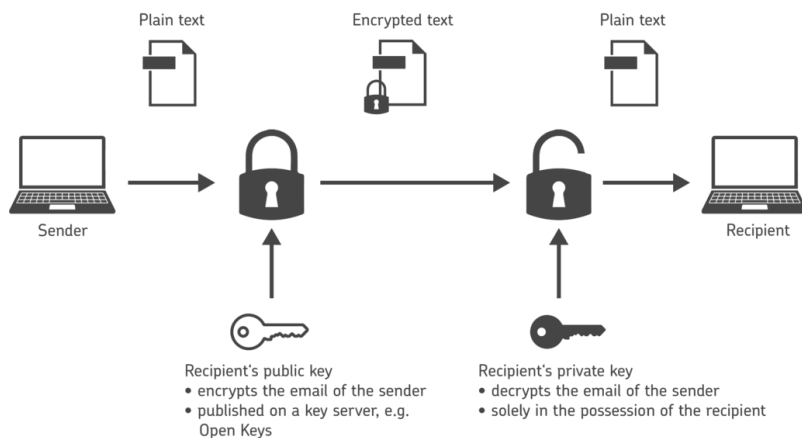 Plain text
Encrypted text
Plain text
Sender
Recipient
Recipient's public key
• encrypts the email of the sender
• published on a key server, e.g.
Open Keys
Recipient's private key
• decrypts the email of the sender
• solely in the possession of the recipient